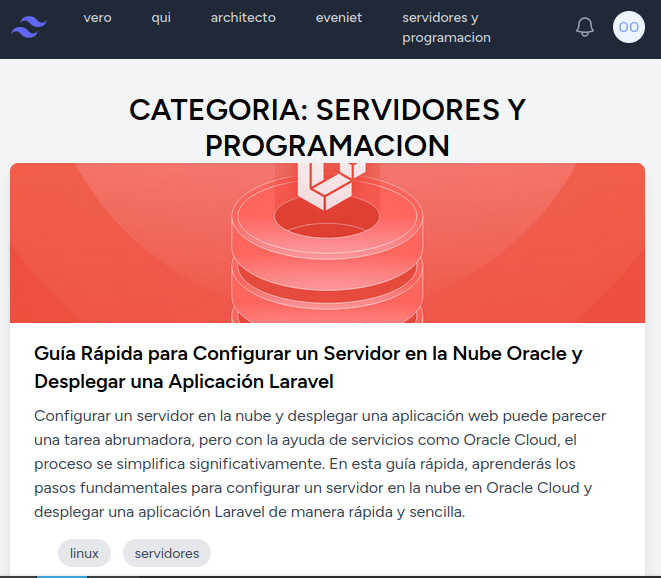 vero qui architecto eveniet servidores y
programacion
OO
CATEGORIA: SERVIDORES Y
PROGRAMACION
Guía Rápida para Configurar un Servidor en la Nube Oracle y
Desplegar una Aplicación Laravel
Configurar un servidor en la nube y desplegar una aplicación web puede parecer
una tarea abrumadora, pero con la ayuda de servicios como Oracle Cloud, el
proceso se simplifica significativamente. En esta guía rápida, aprenderás los
pasos fundamentales para configurar un servidor en la nube en Oracle Cloud y
desplegar una aplicación Laravel de manera rápida y sencilla.
linux servidores